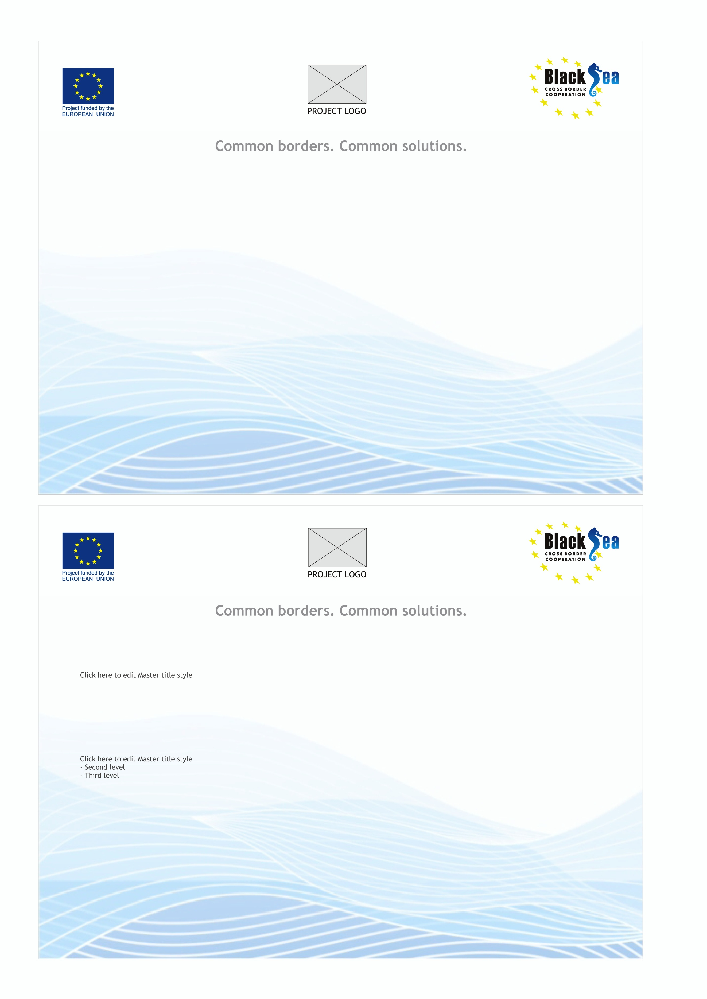 Project funded by the
EUROPEAN UNION
PROJECT LOGO
Black Sea
CROSS BORDER
COOPERATION
Common borders. Common solutions.
Project funded by the
EUROPEAN UNION
PROJECT LOGO
Black Sea
CROSS BORDER
COOPERATION
Common borders. Common solutions.
Click here to edit Master title style
Click here to edit Master title style
- Second level
- Third level